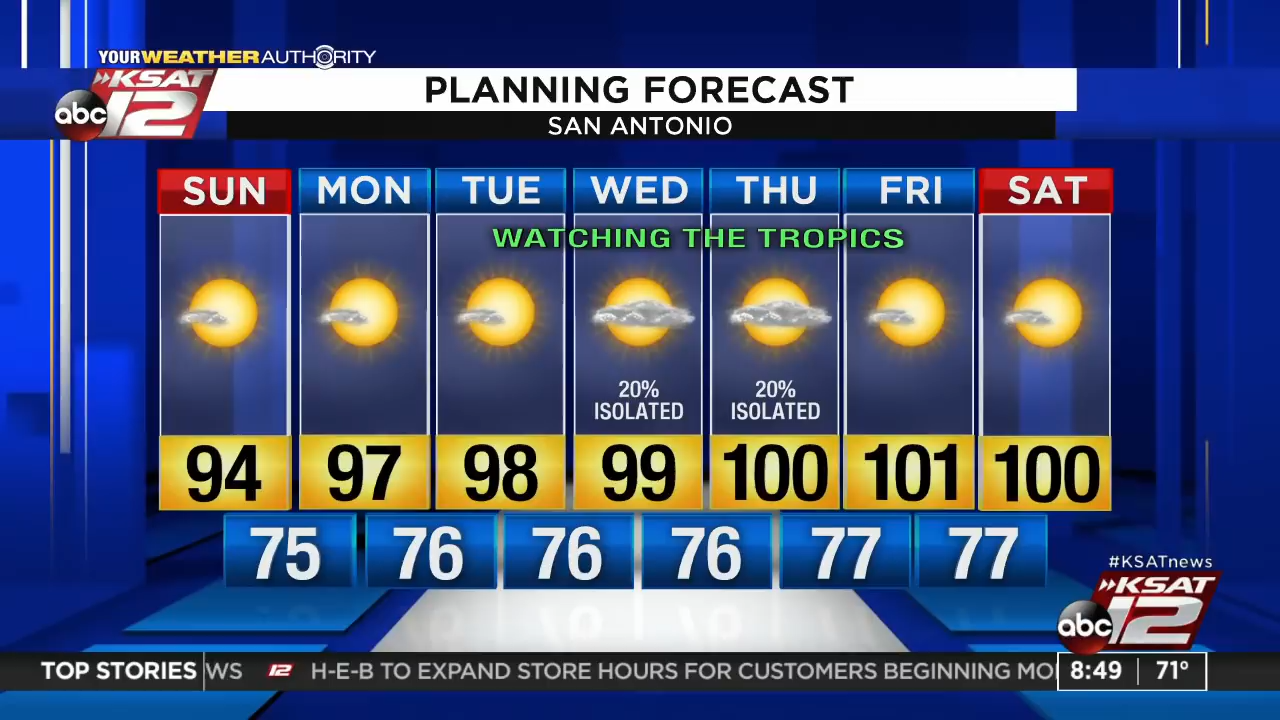 YOURWEATHERAUTHORITY
KSAT
abc 12
PLANNING FORECAST
SAN ANTONIO
SUN MON TUE WED THU FRI SAT
WATCHING THE TROPICS
20% 20%
ISOLATED ISOLATED
94 97 98 99 100 101 100
75 76 76 76 77 77
#KSATnews
KSAT
abc 12
TOP STORIES WS 12 H-E-B TO EXPAND STORE HOURS FOR CUSTOMERS BEGINNING MO 8:49 71°